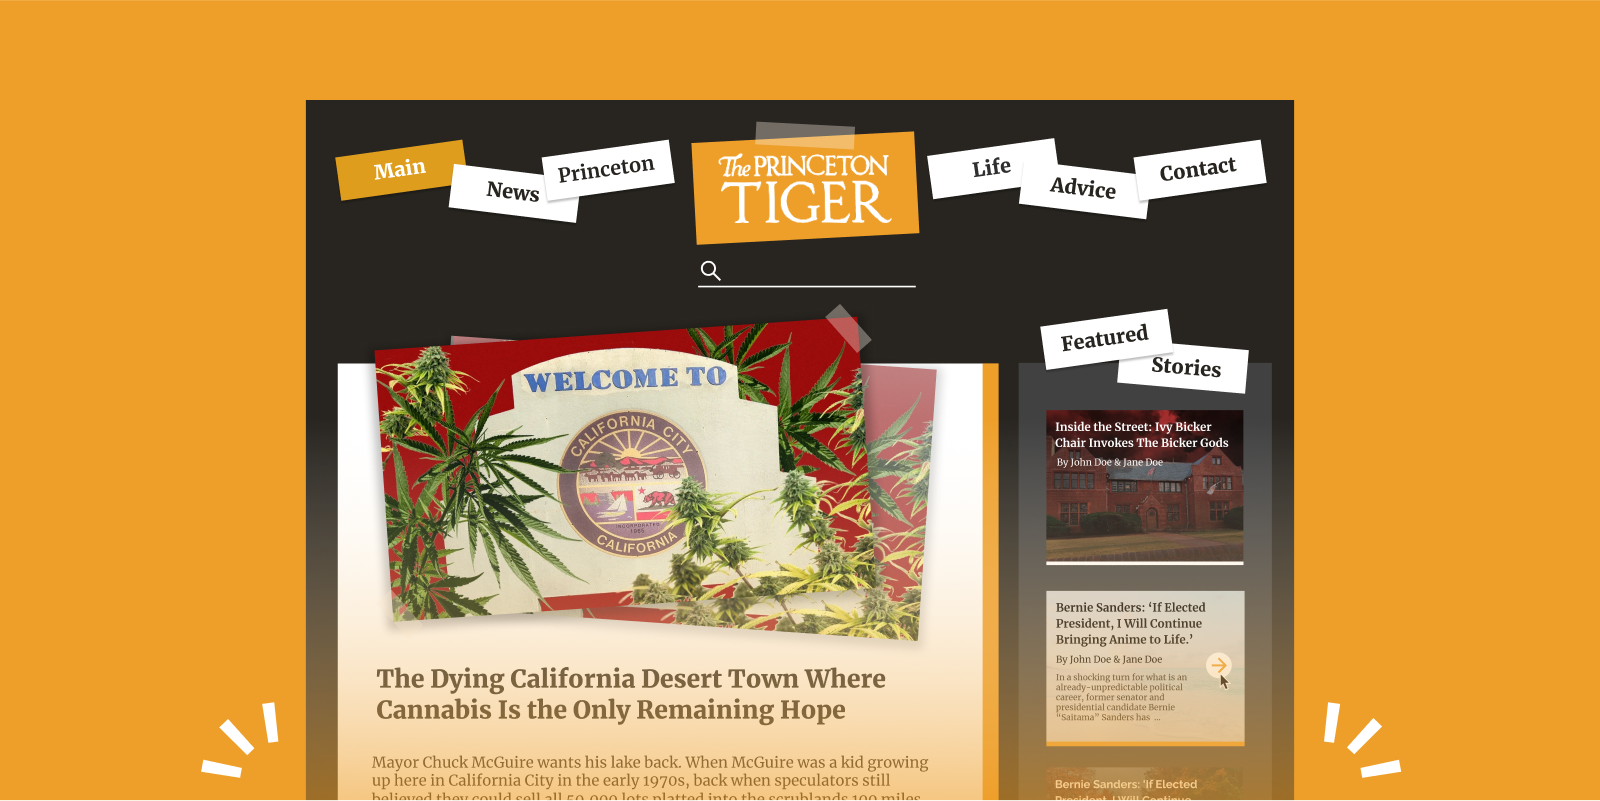 Main
News
Princeton
The PRINCETON
TIGER
Life
Advice
Contact
WELCOME TO
CALIFORNIA CITY
INCORPORATED
1965
CALIFORNIA
The Dying California Desert Town Where
Cannabis Is the Only Remaining Hope
Mayor Chuck McGuire wants his lake back. When McGuire was a kid growing
up here in California City in the early 1970s, back when speculators still
believed they could sell all 50,000 lots platted into the scrublands 100 miles
Featured
Stories
Inside the Street: Ivy Bicker
Chair Invokes The Bicker Gods
By John Doe & Jane Doe
Bernie Sanders: ‘If Elected
President, I Will Continue
Bringing Anime to Life.’
By John Doe & Jane Doe
In a shocking turn for what is an
already-unpredictable political
career, former senator and
presidential candidate Bernie
“Saitama” Sanders has ...
Bernie Sanders: 'If Elected
President, I Will Continue